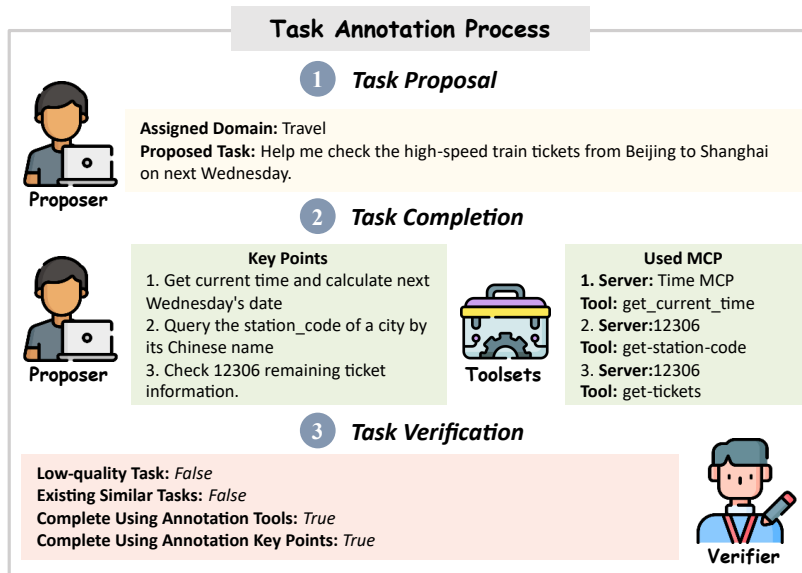 Task Annotation Process
1 Task Proposal
Assigned Domain: Travel
Proposed Task: Help me check the high-speed train tickets from Beijing to Shanghai
on next Wednesday.
Proposer
2 Task Completion
Key Points
1. Get current time and calculate next
Wednesday's date
2. Query the station_code of a city by
its Chinese name
3. Check 12306 remaining ticket
information.
Proposer
Toolsets
Used MCP
1. Server: Time MCP
Tool: get_current_time
2. Server:12306
Tool: get-station-code
3. Server:12306
Tool: get-tickets
3 Task Verification
Low-quality Task: False
Existing Similar Tasks: False
Complete Using Annotation Tools: True
Complete Using Annotation Key Points: True
Verifier